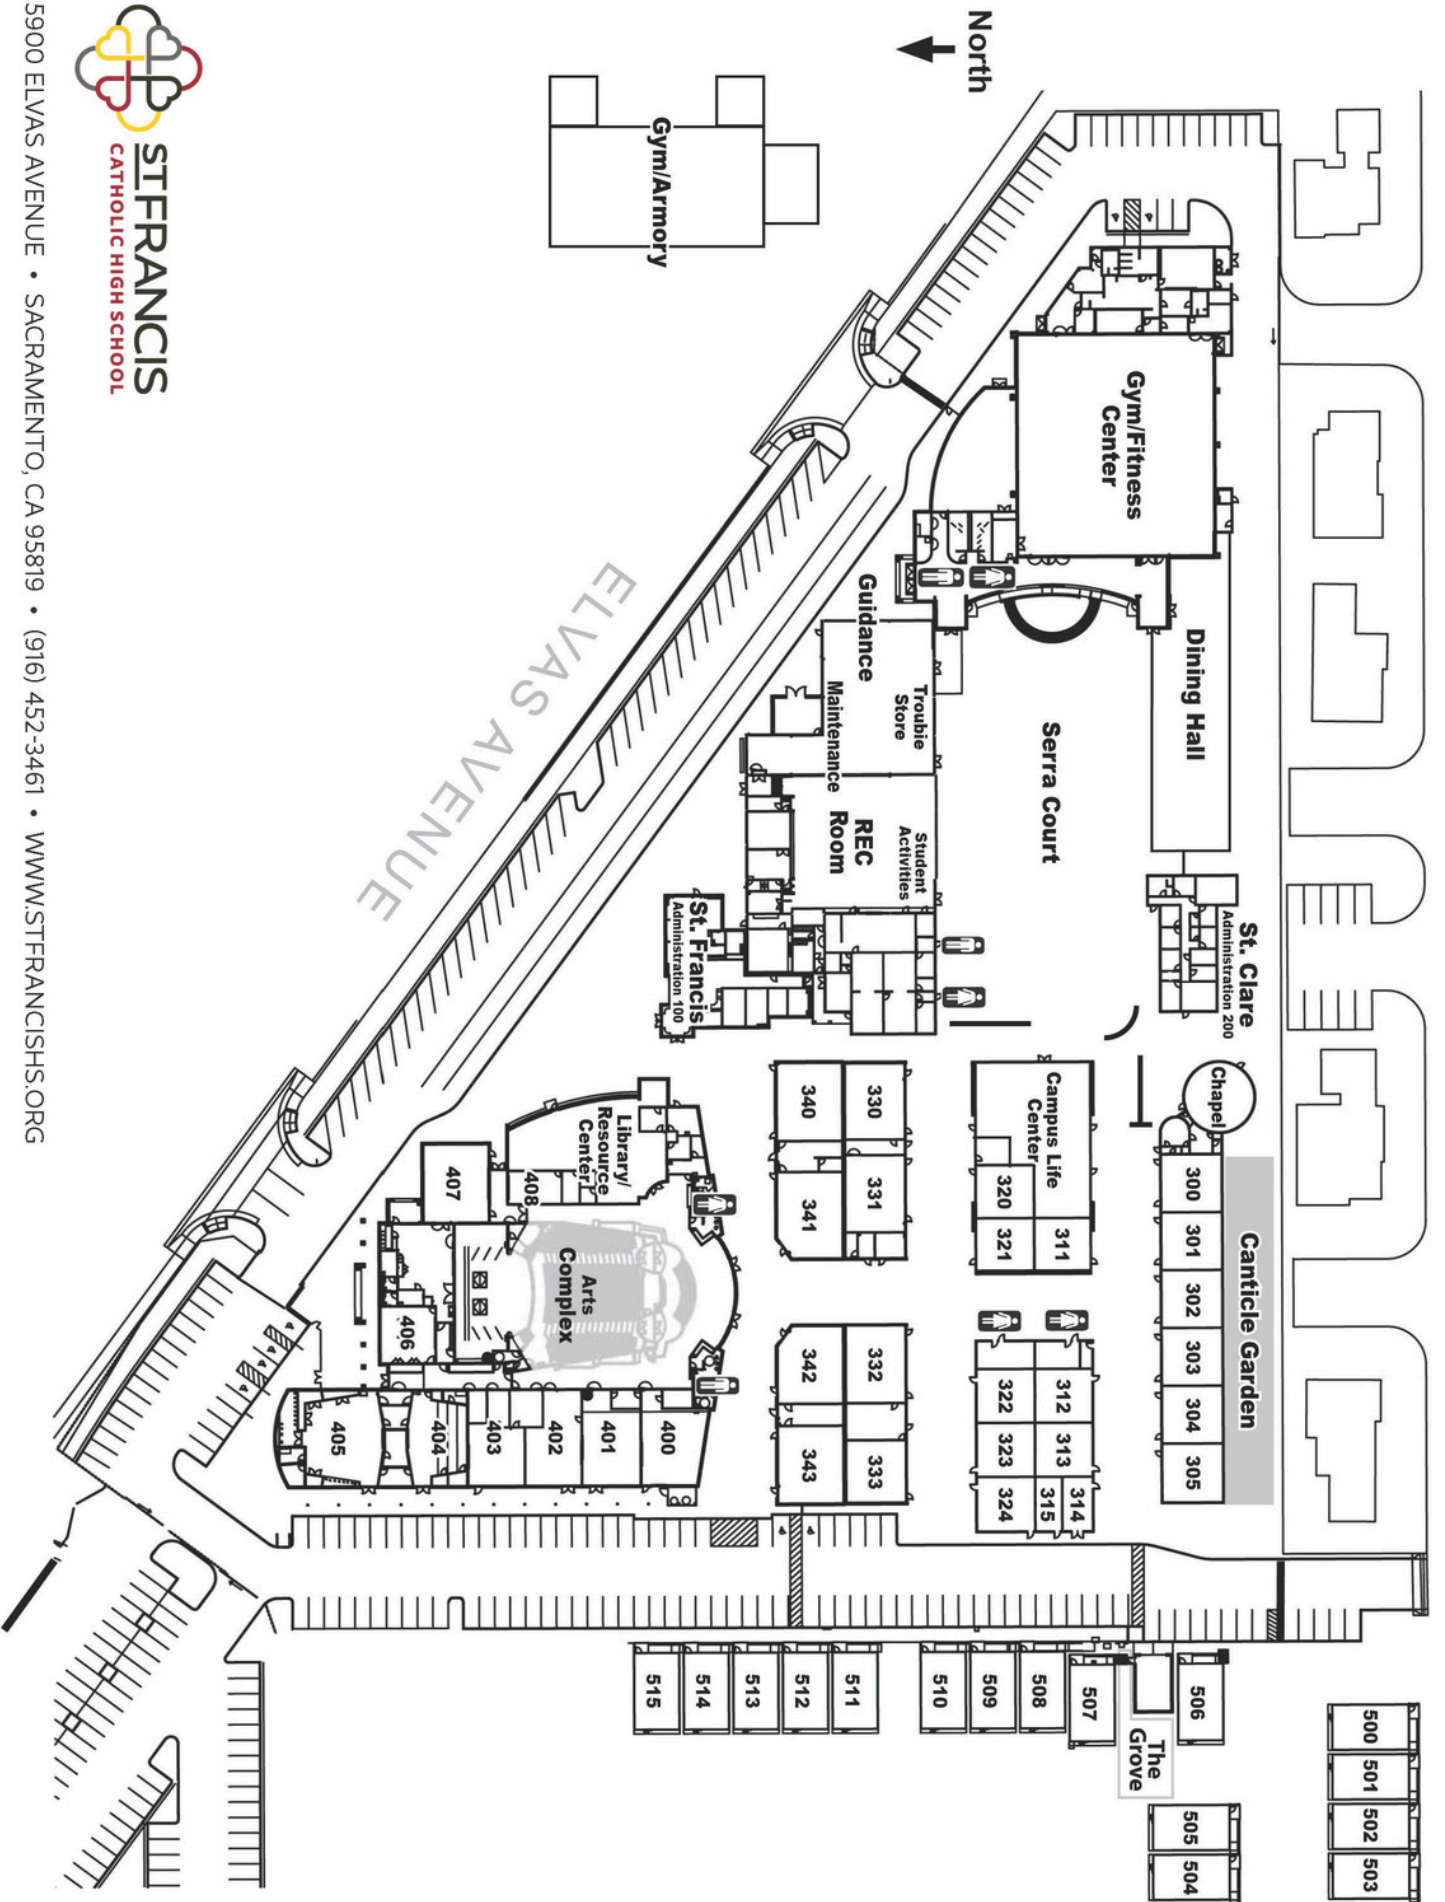 North
Gym/Armory
STFRANCIS
CATHOLIC HIGH SCHOOL
5900 ELVAS AVENUE • SACRAMENTO, CA 95819 • (916) 452-3461 • WWW.STFRANCISHS.ORG
ELVAS AVENUE
Gym/Fitness
Center
Dining Hall
Serra Court
Guidance
Trouble
Store
Maintenance
REC
Room
Student
Activities
St. Francis
Administration 100
St. Clare
Administration 200
Chapel
Canticle Garden
300
301
302
303
304
305
Campus Life
Center
320
321
311
322
312
323
313
324
315
314
330
340
331
341
332
342
333
343
Library/
Resource
Center
408
407
Arts
Complex
406
405
404
403
402
401
400
515
514
513
512
511
510
509
508
507
506
The
Grove
505
504
500
501
502
503